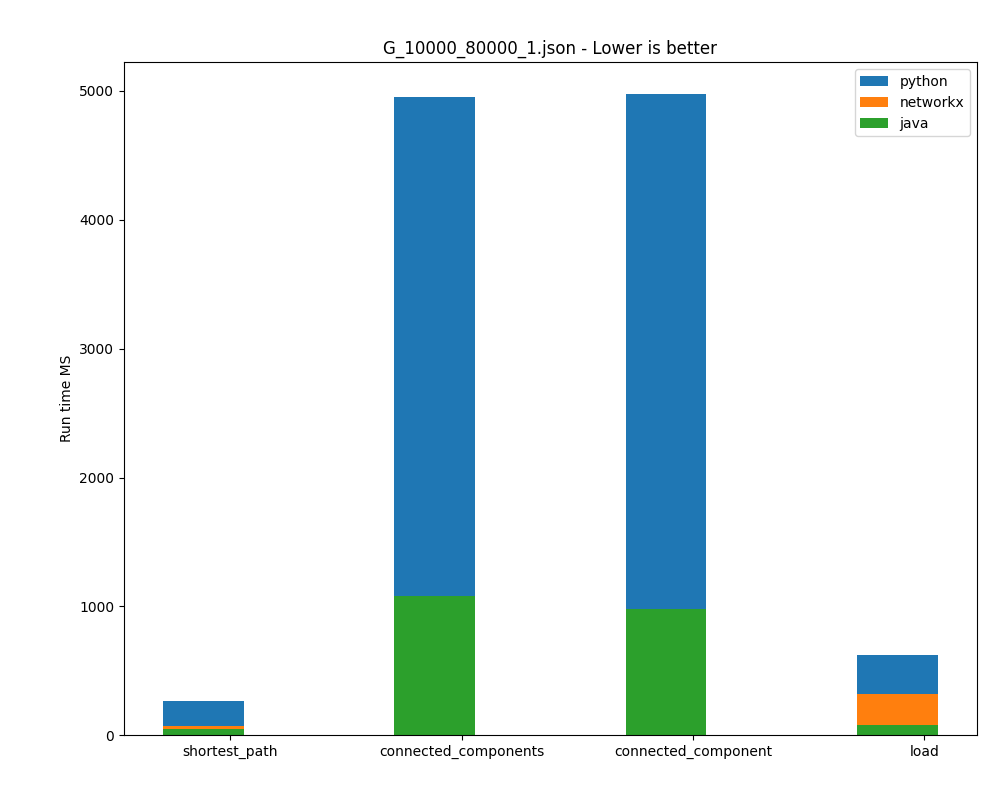 G_10000_80000_1.json - Lower is better
python
networkx
java
Run time MS
5000
4000
3000
2000
1000
0
shortest_path connected_components connected_component load